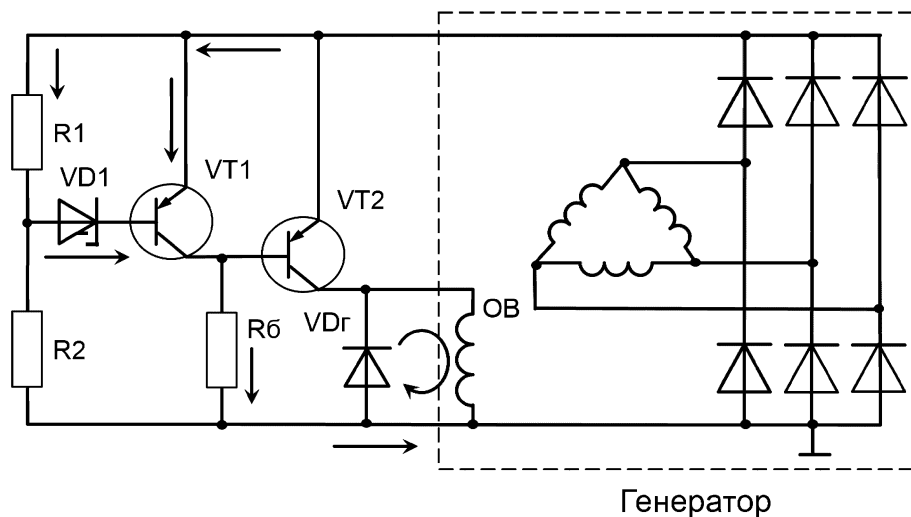 R1
VD1
VT1
VT2
R2
Rб
VDг
ОВ
Генератор